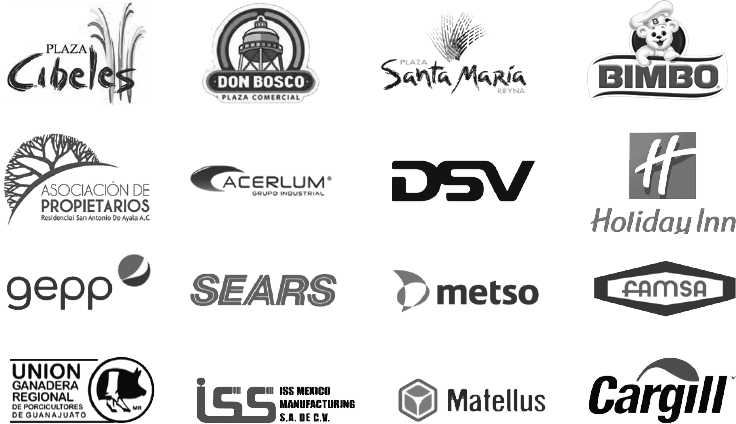 PLAZA
Cibeles
DON BOSCO
PLAZA COMERCIAL
PLAZA
Santa María
REYNA
BIMBO
ASOCIACIÓN DE
PROPIETARIOS
Residencial San Antonio De Ayala A.C
ACERLUM®
GRUPO INDUSTRIAL
DSV
H
Holiday Inn
gepp
SEARS
metso
FAMSA
UNION
GANADERA
REGIONAL
DE PORCICULTORES
DE GUANAJUATO
MR
iss
ISS MEXICO
MANUFACTURING
S.A. DE C.V.
Matellus
Cargill